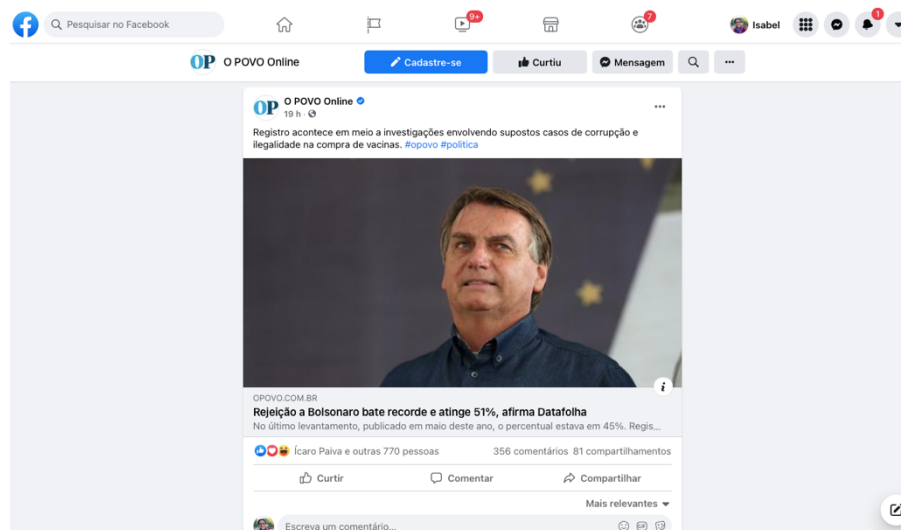 Pesquisar no Facebook
9+
7
Isabel
1
OP O POVO Online
Cadastre-se
Curtiu
Mensagem
OP
O POVO Online
19 h ·
Registro acontece em meio a investigações envolvendo supostos casos de corrupção e
ilegalidade na compra de vacinas. #opovo #politica
i
OPOVO.COM.BR
Rejeição a Bolsonaro bate recorde e atinge 51%, afirma Datafolha
No último levantamento, publicado em maio deste ano, o percentual estava em 45%. Regis...
Ícaro Paiva e outras 770 pessoas 356 comentários 81 compartilhamentos
Curtir Comentar Compartilhar
Mais relevantes
Escreva um comentário...
GIF